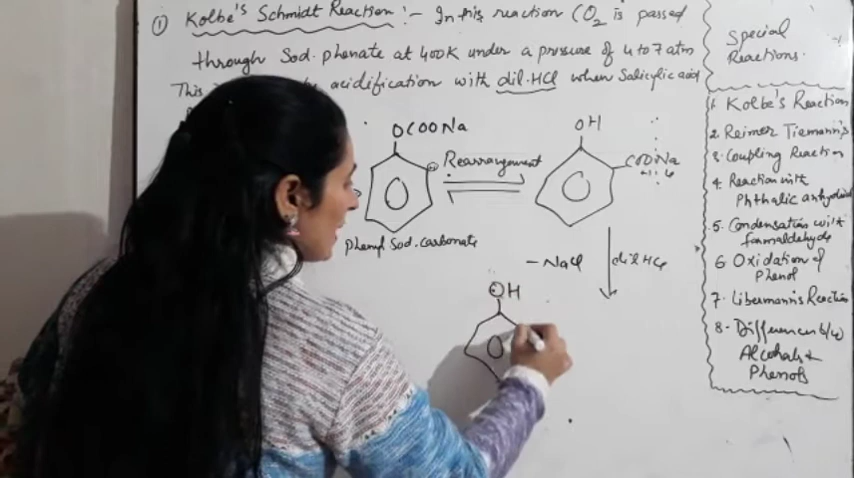 ① Kolbe's Schmidt Reaction :- In this reaction CO2 is passed
through Sod. phenate at 400K under a pressure of 4 to 7 atm
This acidification with dil.HCl when Salicylic acid
OCOONa
Rearrangement
Phenyl Sod. carbonate
OH
COONa
- NaCl
dil HCl
OH
Special
Reactions.
1. Kolbe's Reaction
2. Reimer Tiemann's
3. Coupling Reaction
4. Reaction with
Phthalic anhydride
5. Condensation with
formaldehyde
6 Oxidation of
Phenol
7. Libermann's Reaction
8- Differences b/w
Alcohals &
Phenols